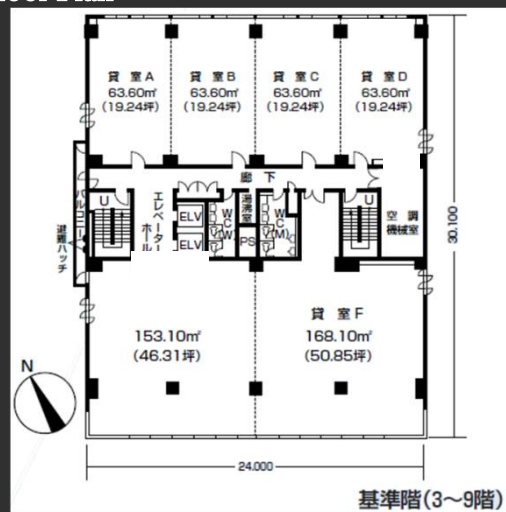 貸 室 A
63.60㎡
(19.24坪)
貸 室 B
63.60㎡
(19.24坪)
貸 室 C
63.60㎡
(19.24坪)
貸 室 D
63.60㎡
(19.24坪)
廊 下
バルコニー
避難ハッチ
U
エレベーター
ホール
ELV
ELV
WC
(W)
湯沸室
PS
WC
(M)
U
空 調
機械室
30.100
153.10㎡
(46.31坪)
貸 室 F
168.10㎡
(50.85坪)
N
24.000
基準階(3〜9階)